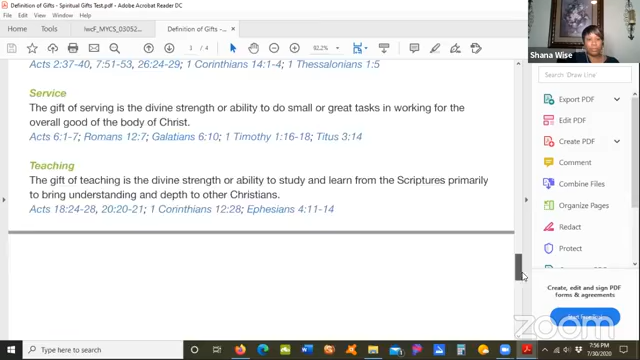 Definition of Gifts - Spiritual Gifts Test.pdf - Adobe Acrobat Reader DC
File Edit View Window Help
Home Tools IwcF_MYCS_03052... Definition of Gifts -...
/ 4 92.2%
Shana Wise
Acts 2:37-40, 7:51-53, 26:24-29; 1 Corinthians 14:1-4; 1 Thessalonians 1:5
Service
The gift of serving is the divine strength or ability to do small or great tasks in working for the
overall good of the body of Christ.
Acts 6:1-7; Romans 12:7; Galatians 6:10; 1 Timothy 1:16-18; Titus 3:14
Teaching
The gift of teaching is the divine strength or ability to study and learn from the Scriptures primarily
to bring understanding and depth to other Christians.
Acts 18:24-28, 20:20-21; 1 Corinthians 12:28; Ephesians 4:11-14
Search 'Draw Line'
Export PDF
Edit PDF
Create PDF
Comment
Combine Files
Organize Pages
Redact
Protect
Create, edit and sign PDF
forms & agreements
zoom
Type here to search
7:56 PM
7/30/2020